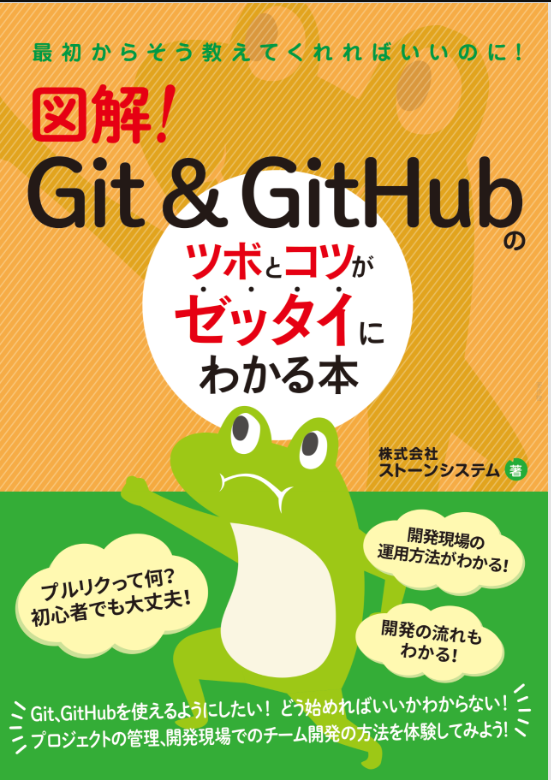 最初からそう教えてくれればいいのに!
図解!
Git & GitHubの
ツボとコツが
ゼッタイに
わかる本
株式会社
ストーンシステム 著
プルリクって何?
初心者でも大丈夫!
開発現場の
運用方法がわかる!
開発の流れも
わかる!
Git、GitHubを使えるようにしたい! どう始めればいいかわからない!
プロジェクトの管理、開発現場でのチーム開発の方法を体験してみよう!